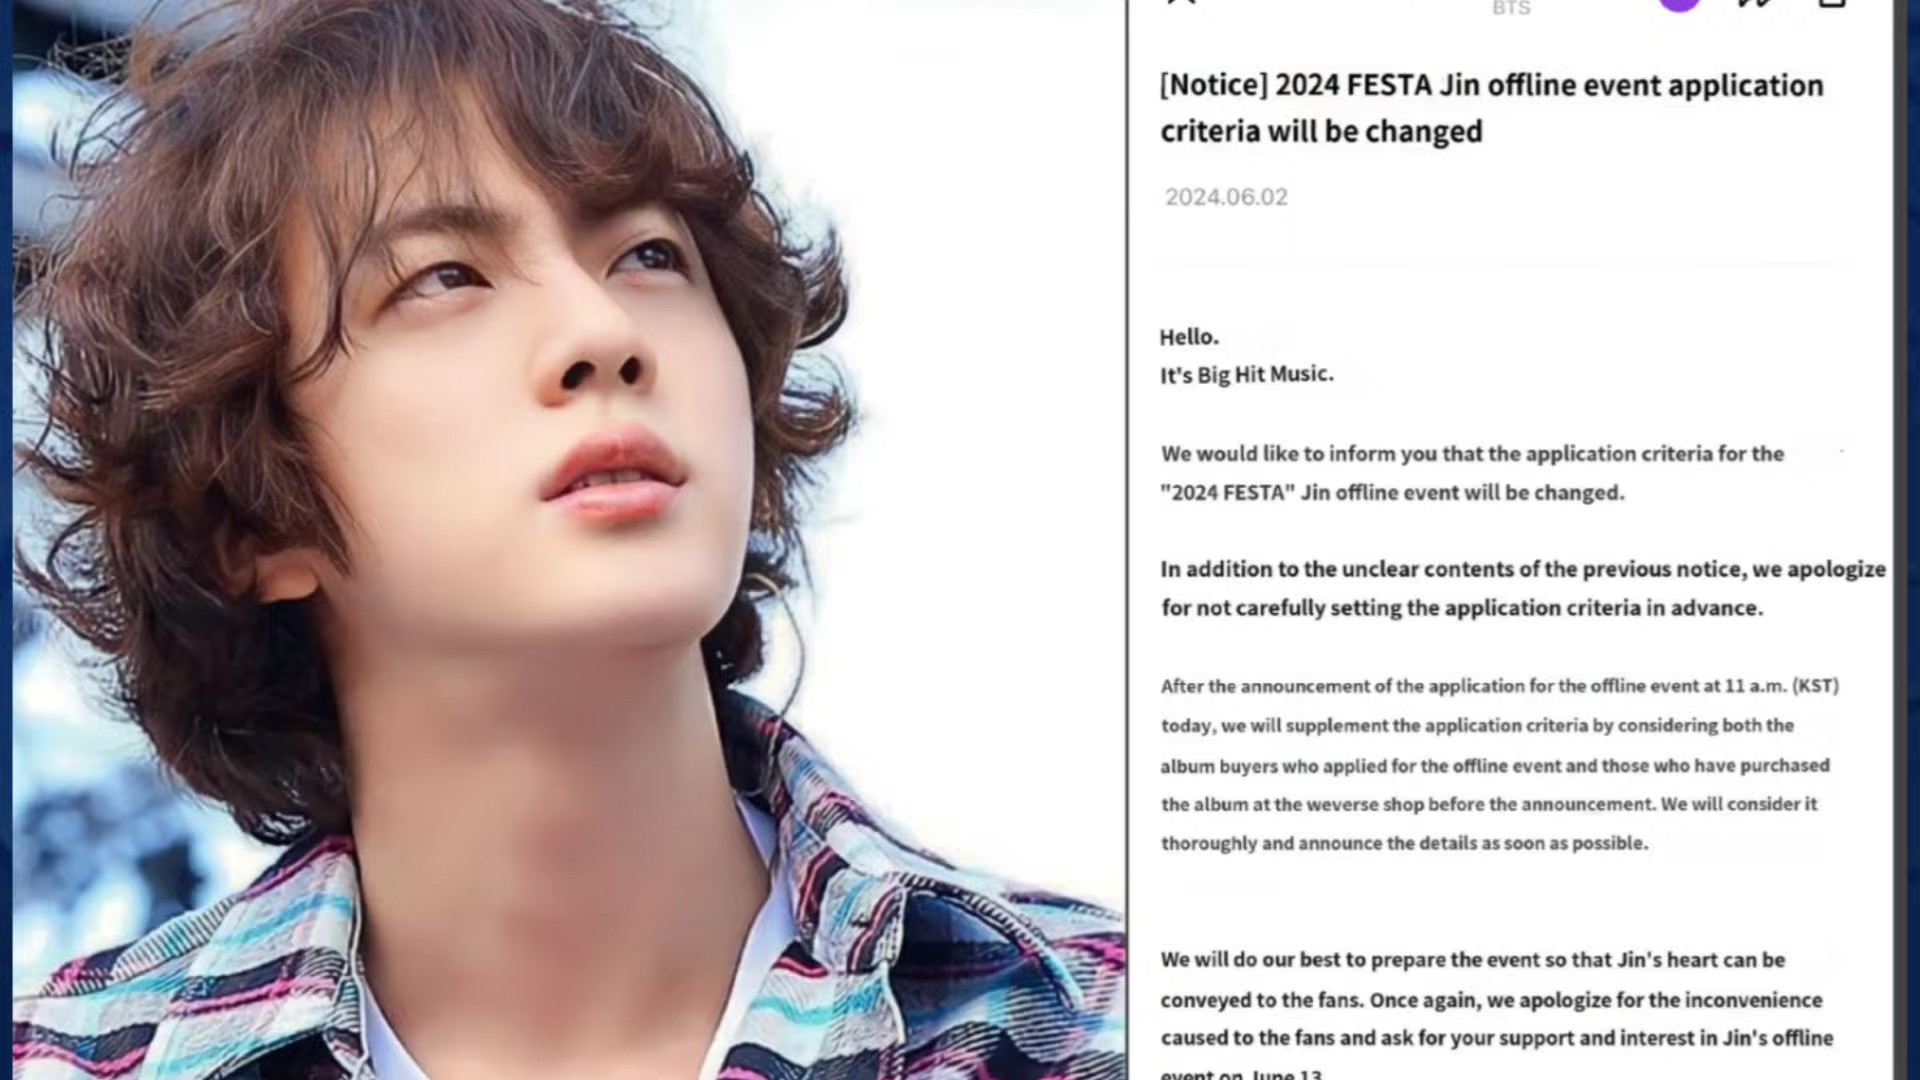 BTS
[Notice] 2024 FESTA Jin offline event application
criteria will be changed
2024.06.02
Hello.
It's Big Hit Music.
We would like to inform you that the application criteria for the
"2024 FESTA" Jin offline event will be changed.
In addition to the unclear contents of the previous notice, we apologize
for not carefully setting the application criteria in advance.
After the announcement of the application for the offline event at 11 a.m. (KST)
today, we will supplement the application criteria by considering both the
album buyers who applied for the offline event and those who have purchased
the album at the weverse shop before the announcement. We will consider it
thoroughly and announce the details as soon as possible.
We will do our best to prepare the event so that Jin's heart can be
conveyed to the fans. Once again, we apologize for the inconvenience
caused to the fans and ask for your support and interest in Jin's offline
event on June 13